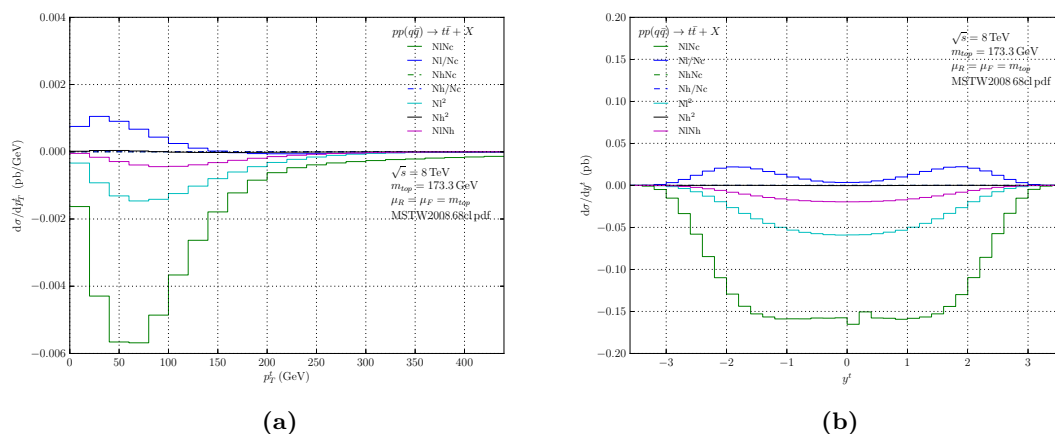 0.004
0.002
0.000
−0.002
−0.004
−0.006
dσ/dp_T^t (pb/GeV)
pp(qq̄) → tt̄ + X
NlNc
Nl/Nc
NhNc
Nh/Nc
Nl²
Nh²
NlNh
√s = 8 TeV
m_top = 173.3 GeV
μ_R = μ_F = m_top
MSTW2008 68cl pdf
0 50 100 150 200 250 300 350 400
p_T^t (GeV)
(a)
0.20
0.15
0.10
0.05
0.00
−0.05
−0.10
−0.15
−0.20
dσ/dy^t (pb)
pp(qq̄) → tt̄ + X
NlNc
Nl/Nc
NhNc
Nh/Nc
Nl²
Nh²
NlNh
√s = 8 TeV
m_top = 173.3 GeV
μ_R = μ_F = m_top
MSTW2008 68cl pdf
−3 −2 −1 0 1 2 3
y^t
(b)